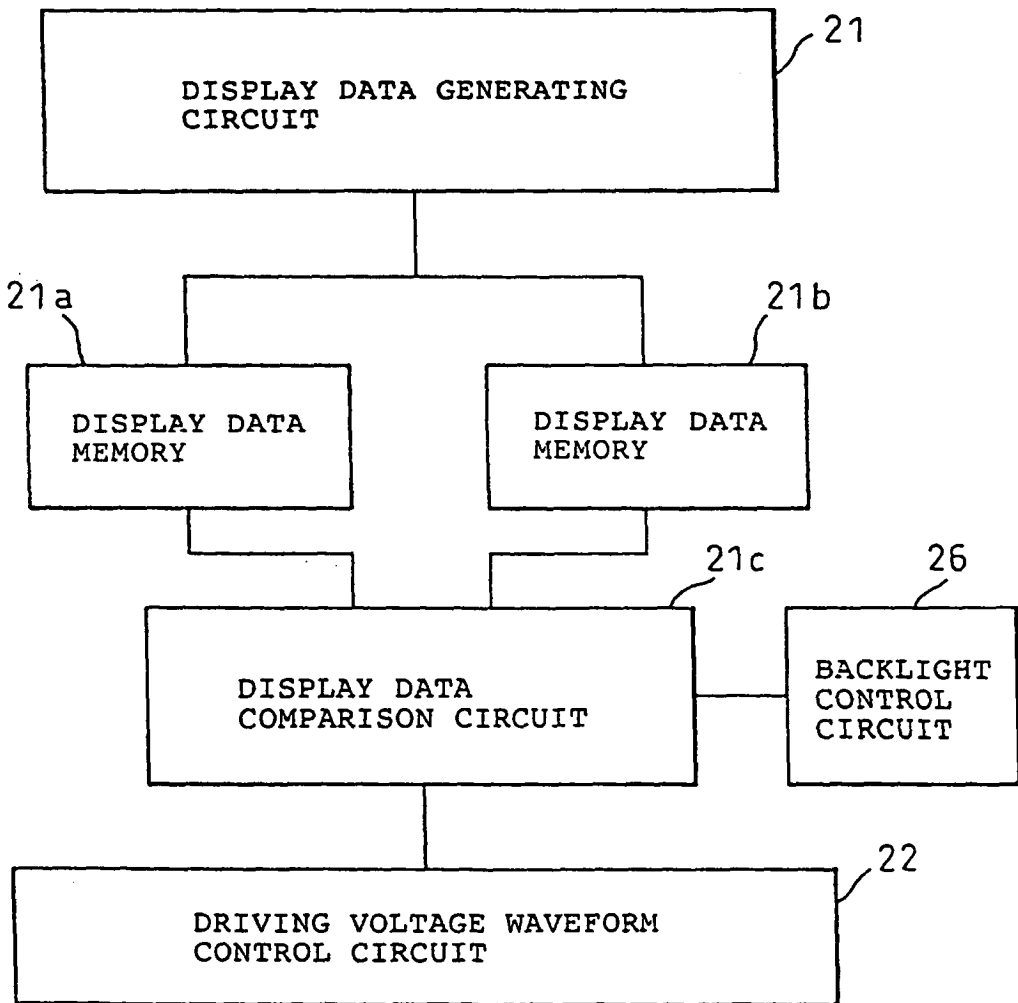 21
DISPLAY DATA GENERATING
CIRCUIT
21a
21b
DISPLAY DATA
MEMORY
DISPLAY DATA
MEMORY
21c
26
DISPLAY DATA
COMPARISON CIRCUIT
BACKLIGHT
CONTROL
CIRCUIT
22
DRIVING VOLTAGE WAVEFORM
CONTROL CIRCUIT